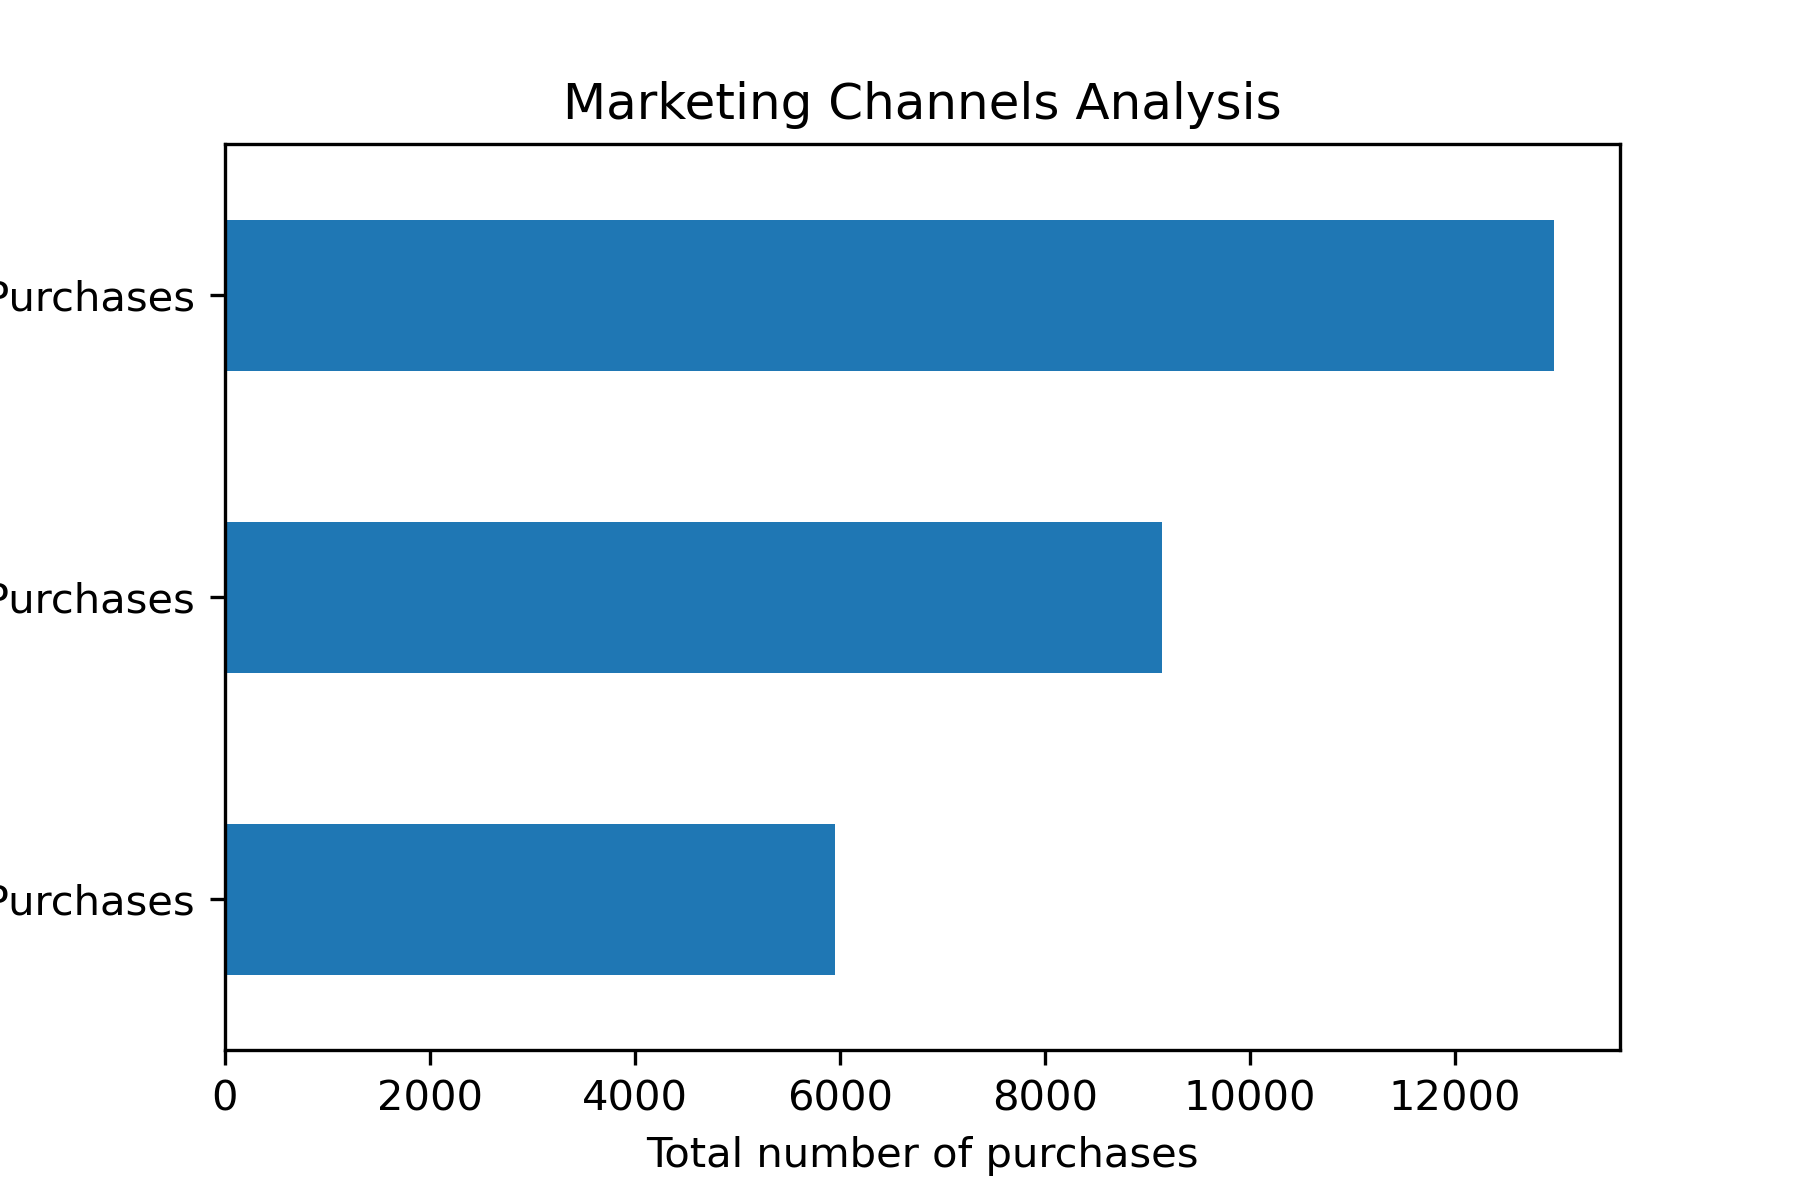 Marketing Channels Analysis
Purchases
Purchases
Purchases
0 2000 4000 6000 8000 10000 12000
Total number of purchases